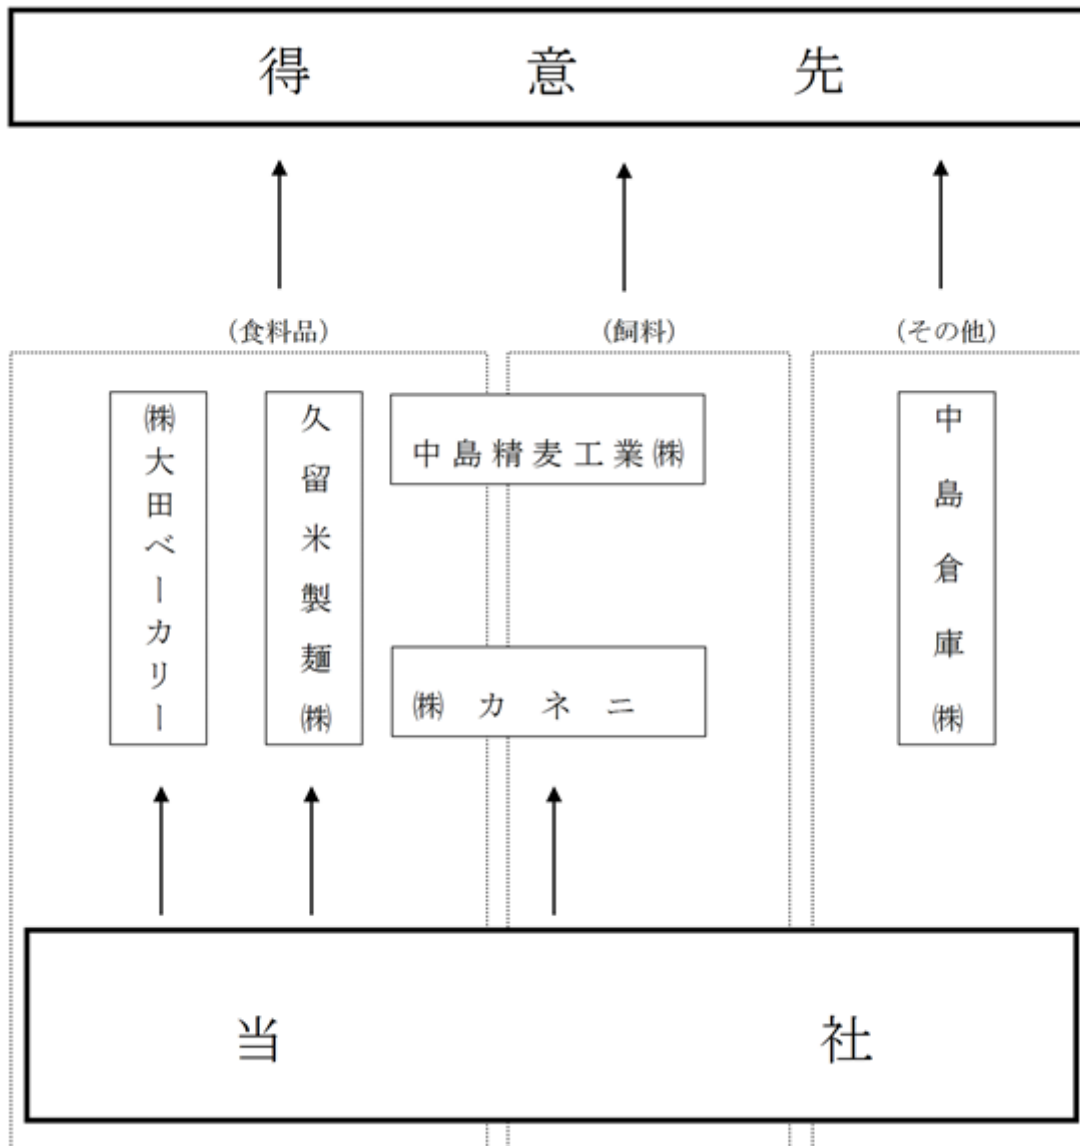 得意先
（食料品）
（飼料）
（その他）
㈱大田ベーカリー
久留米製麺㈱
中島精麦工業㈱
㈱カネニ
中島倉庫㈱
当社